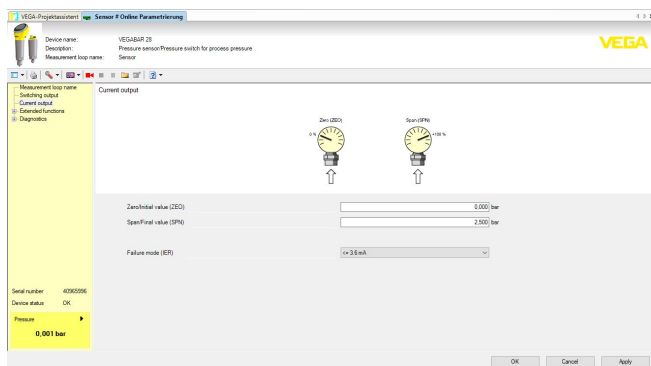 VEGA-Projektassistent
Sensor # Online Parametrierung
Device name: VEGABAR 28
Description: Pressure sensor/Pressure switch for process pressure
Measurement loop name: Sensor
VEGA
Measurement loop name
Switching output
Current output
Extended functions
Diagnostics
Current output
Zero (ZEO)
Span (SPN)
0 %
+100 %
Zero/Initial value (ZEO) 0,000 bar
Span/Final value (SPN) 2,500 bar
Failure mode (IER) <= 3.6 mA
Serial number 40965996
Device status OK
Pressure
0,001 bar
OK Cancel Apply